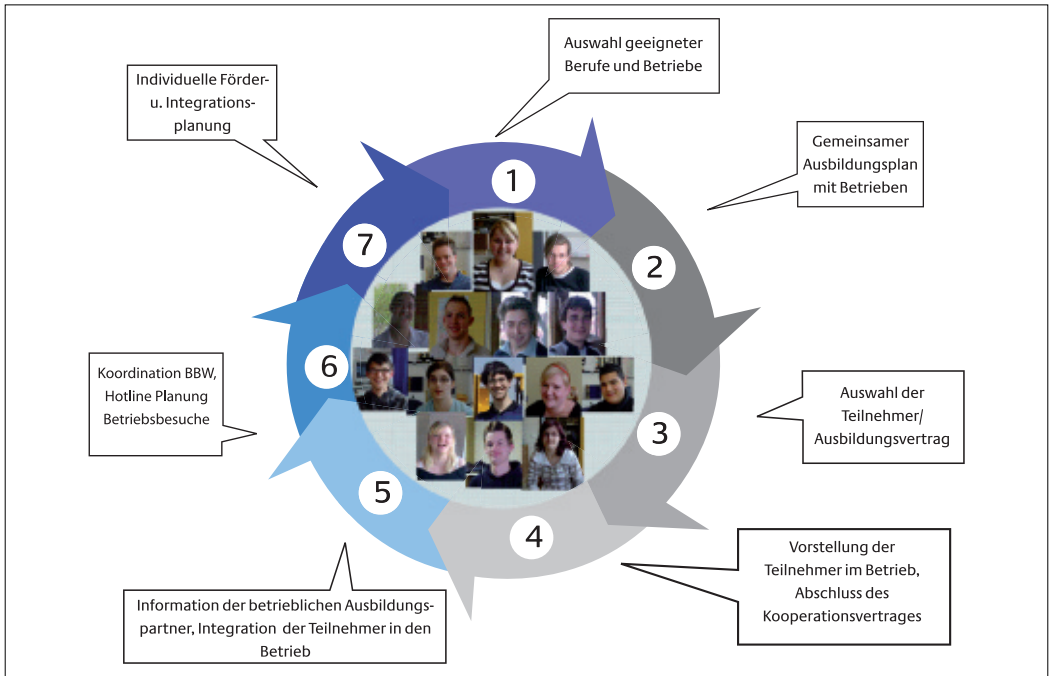 Auswahl geeigneter
Berufe und Betriebe
1
Gemeinsamer
Ausbildungsplan
mit Betrieben
2
Auswahl der
Teilnehmer/
Ausbildungsvertrag
3
Vorstellung der
Teilnehmer im Betrieb,
Abschluss des
Kooperationsvertrages
4
Information der betrieblichen Ausbildungs-
partner, Integration der Teilnehmer in den
Betrieb
5
Koordination BBW,
Hotline Planung
Betriebsbesuche
6
Individuelle Förder-
u. Integrations-
planung
7